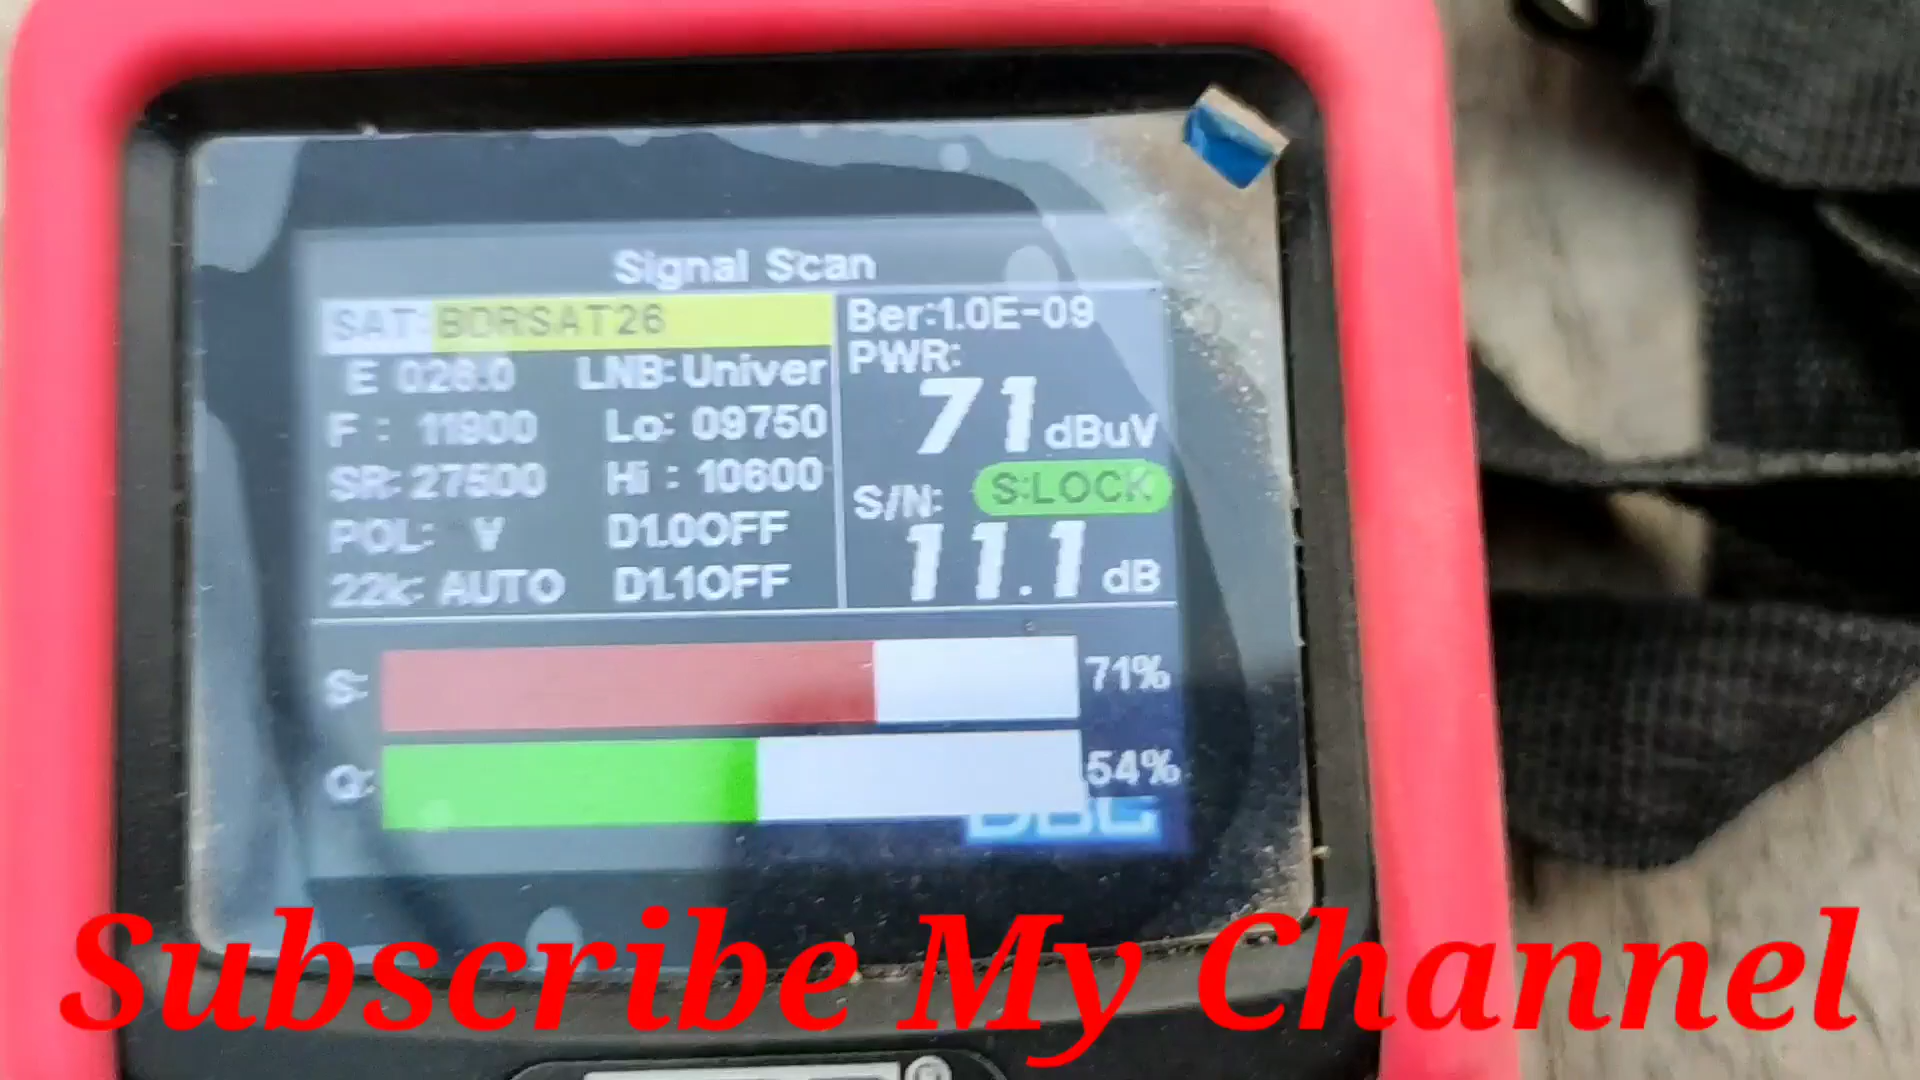 Signal Scan
SAT: BDRSAT26
E 026.0 LNB: Univer
F : 11900 Lo: 09750
SR: 27500 Hi : 10600
POL: V D1.0OFF
22k: AUTO D1.1OFF
Ber:1.0E-09
PWR:
71 dBuV
S/N: S:LOCK
11.1 dB
S: 71%
Q: 54%
Subscribe My Channel